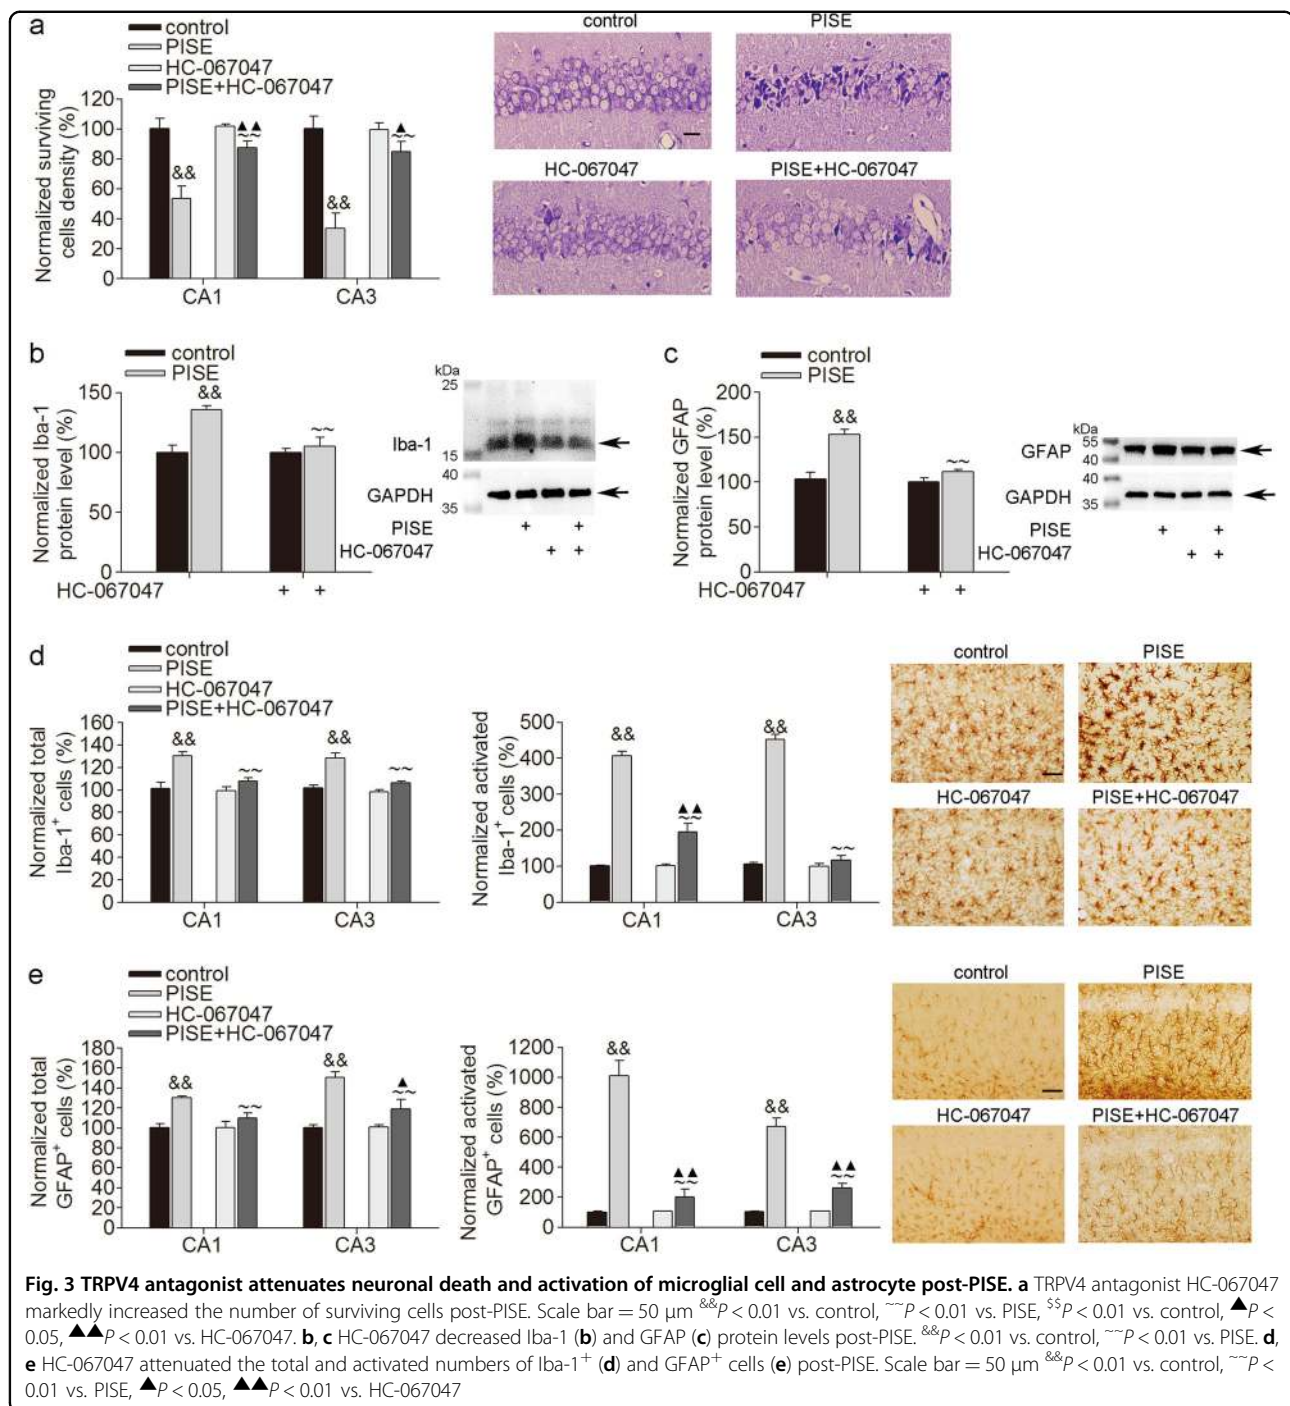 a
control
PISE
HC-067047
PISE+HC-067047
Normalized surviving
cells density (%)
120
100
80
60
40
20
0
&&
&&
▲▲
~~
▲
~~
CA1
CA3
control
PISE
HC-067047
PISE+HC-067047
b
control
PISE
Normalized Iba-1
protein level (%)
150
100
50
0
&&
~~
HC-067047
+ +
kDa
25
Iba-1
15
40
GAPDH
35
PISE + +
HC-067047 + +
c
control
PISE
Normalized GFAP
protein level (%)
200
150
100
50
0
&&
~~
HC-067047
+ +
kDa
55
GFAP
40
40
GAPDH
35
PISE + +
HC-067047 + +
d
control
PISE
HC-067047
PISE+HC-067047
Normalized total
Iba-1⁺ cells (%)
160
140
120
100
80
60
40
20
0
&&
~~
&&
~~
CA1
CA3
Normalized activated
Iba-1⁺ cells (%)
500
400
300
200
100
0
&&
▲▲
~~
&&
~~
CA1
CA3
control
PISE
HC-067047
PISE+HC-067047
e
control
PISE
HC-067047
PISE+HC-067047
Normalized total
GFAP⁺ cells (%)
180
160
140
120
100
80
60
40
20
0
&&
~~
&&
▲
~~
CA1
CA3
Normalized activated
GFAP⁺ cells (%)
1200
1000
800
600
400
200
0
&&
▲▲
~~
&&
▲▲
~~
CA1
CA3
control
PISE
HC-067047
PISE+HC-067047
Fig. 3 TRPV4 antagonist attenuates neuronal death and activation of microglial cell and astrocyte post-PISE. a TRPV4 antagonist HC-067047
markedly increased the number of surviving cells post-PISE. Scale bar = 50 μm &&P < 0.01 vs. control, ~~P < 0.01 vs. PISE, $$P < 0.01 vs. control, ▲P <
0.05, ▲▲P < 0.01 vs. HC-067047. b, c HC-067047 decreased Iba-1 (b) and GFAP (c) protein levels post-PISE. &&P < 0.01 vs. control, ~~P < 0.01 vs. PISE. d,
e HC-067047 attenuated the total and activated numbers of Iba-1⁺ (d) and GFAP⁺ cells (e) post-PISE. Scale bar = 50 μm &&P < 0.01 vs. control, ~~P <
0.01 vs. PISE, ▲P < 0.05, ▲▲P < 0.01 vs. HC-067047